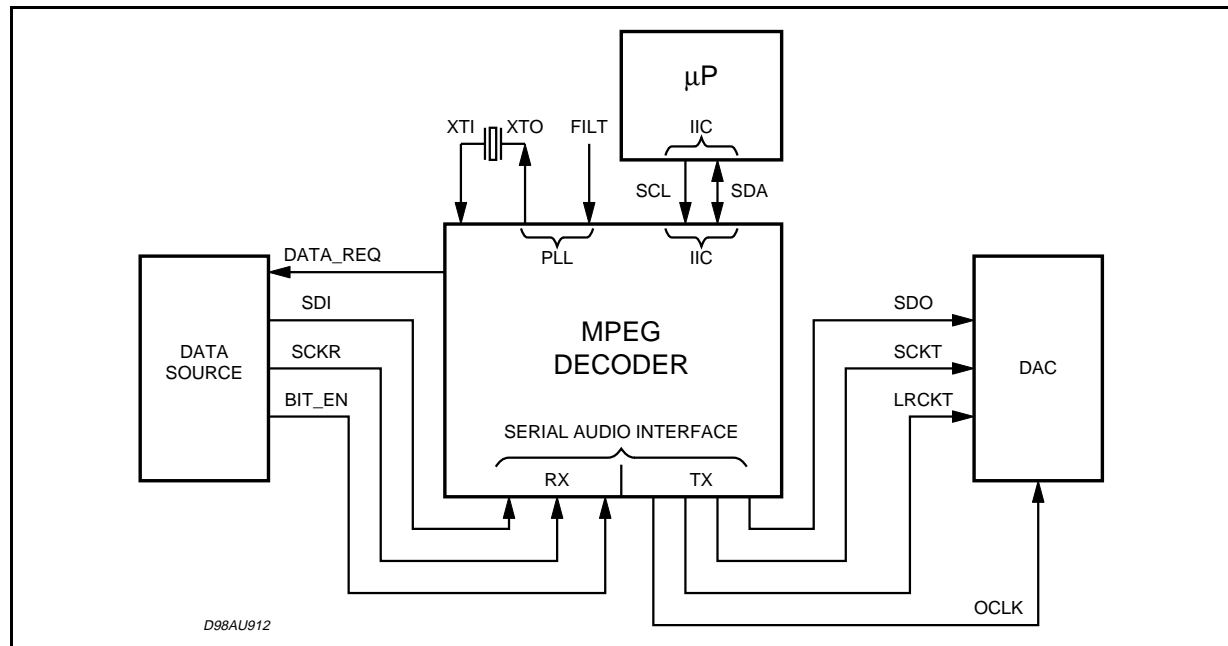 μP
XTI XTO FILT IIC
SCL SDA
DATA_REQ PLL IIC
SDI SDO
MPEG
DECODER
DATA
SOURCE
SCKR SCKT DAC
BIT_EN LRCKT
SERIAL AUDIO INTERFACE
RX TX
OCLK
D98AU912